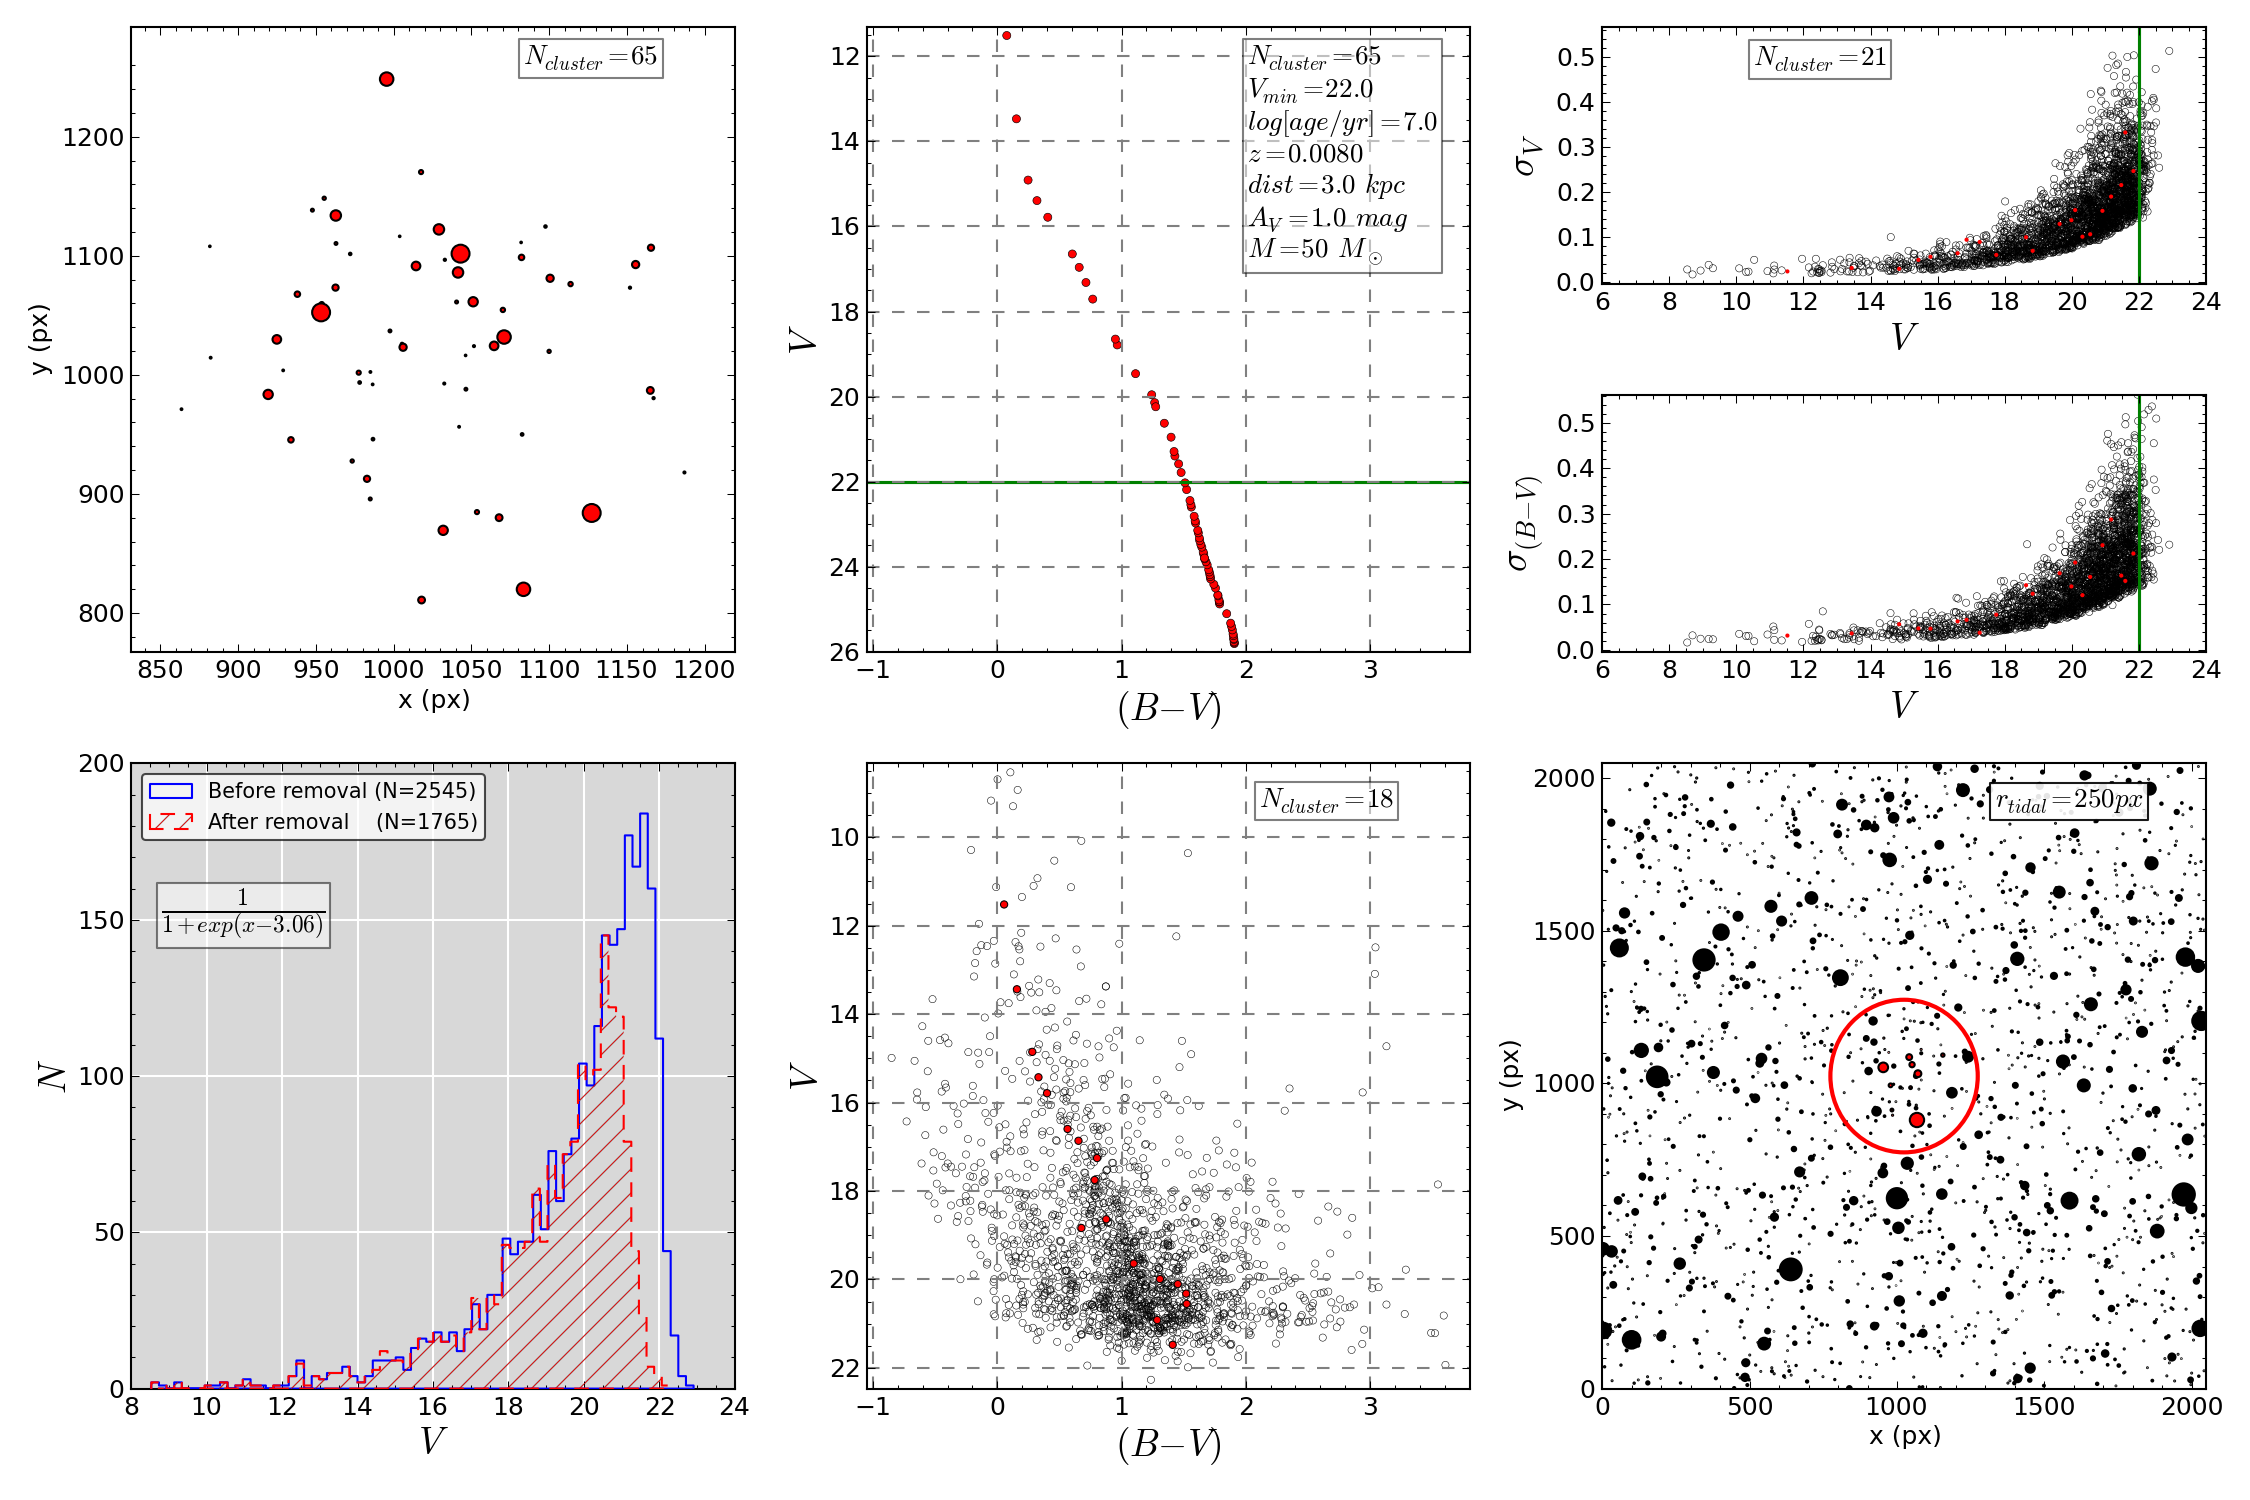 N_cluster=65
1200
1100
1000
900
800
y (px)
850 900 950 1000 1050 1100 1150 1200
x (px)
N_cluster=65
V_min=22.0
log[age/yr]=7.0
z=0.0080
dist=3.0 kpc
A_V=1.0 mag
M=50 M_⊙
12
14
16
18
20
22
24
26
V
−1 0 1 2 3
(B−V)
N_cluster=21
0.5
0.4
0.3
0.2
0.1
0.0
σ_V
6 8 10 12 14 16 18 20 22 24
V
0.5
0.4
0.3
0.2
0.1
0.0
σ_(B−V)
6 8 10 12 14 16 18 20 22 24
V
Before removal (N=2545)
After removal (N=1765)
1
1+exp(x−3.06)
200
150
100
50
0
N
8 10 12 14 16 18 20 22 24
V
N_cluster=18
10
12
14
16
18
20
22
V
−1 0 1 2 3
(B−V)
r_tidal=250px
2000
1500
1000
500
0
y (px)
0 500 1000 1500 2000
x (px)